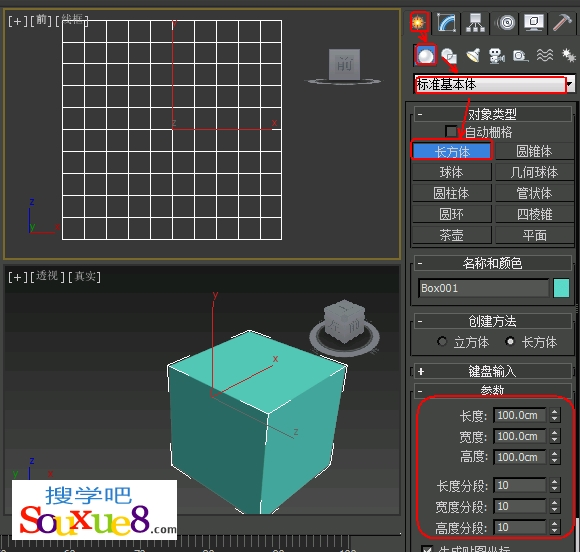 [+][前][线框]
z
x
z
y
x
标准基本体
- 对象类型
自动栅格
长方体 圆锥体
球体 几何球体
圆柱体 管状体
圆环 四棱锥
茶壶 平面
- 名称和颜色
Box001
- 创建方法
立方体 长方体
+ 键盘输入
- 参数
长度: 100.0cm
宽度: 100.0cm
高度: 100.0cm
长度分段: 10
宽度分段: 10
高度分段: 10
生成贴图坐标
[+][透视][真实]
y
x
z
z
y
搜学吧
Souxue8.com